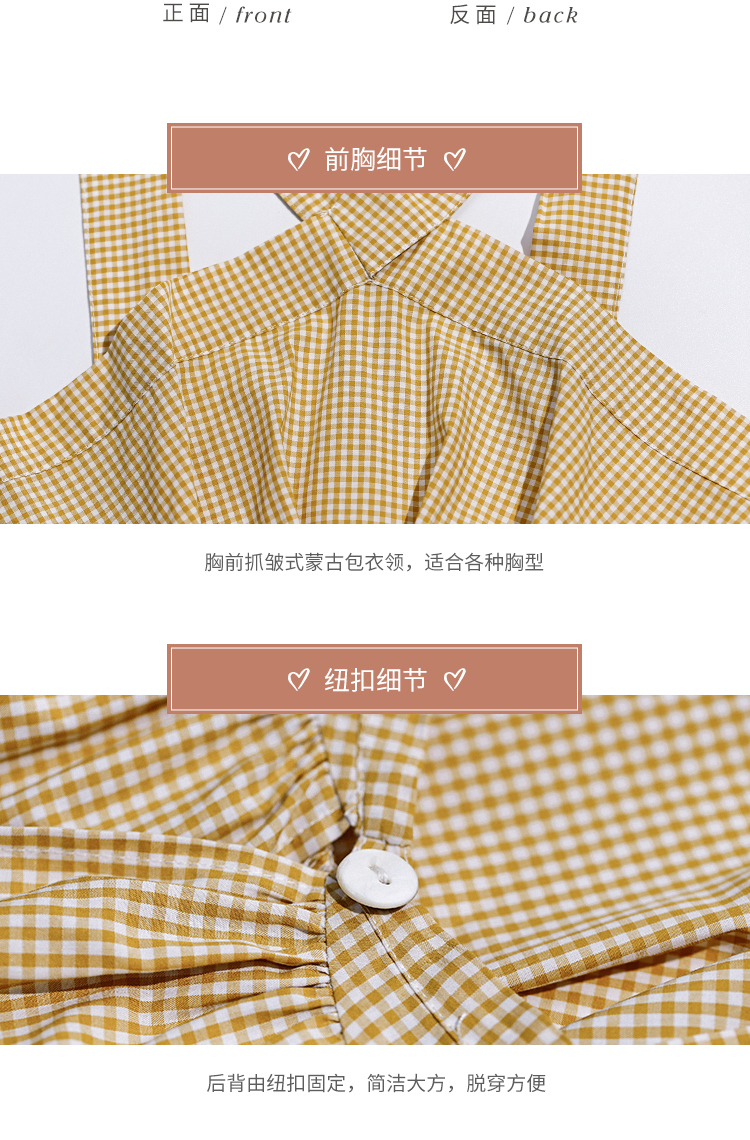 正面 / front
反面 / back
前胸细节
胸前抓皱式蒙古包衣领，适合各种胸型
纽扣细节
后背由纽扣固定，简洁大方，脱穿方便